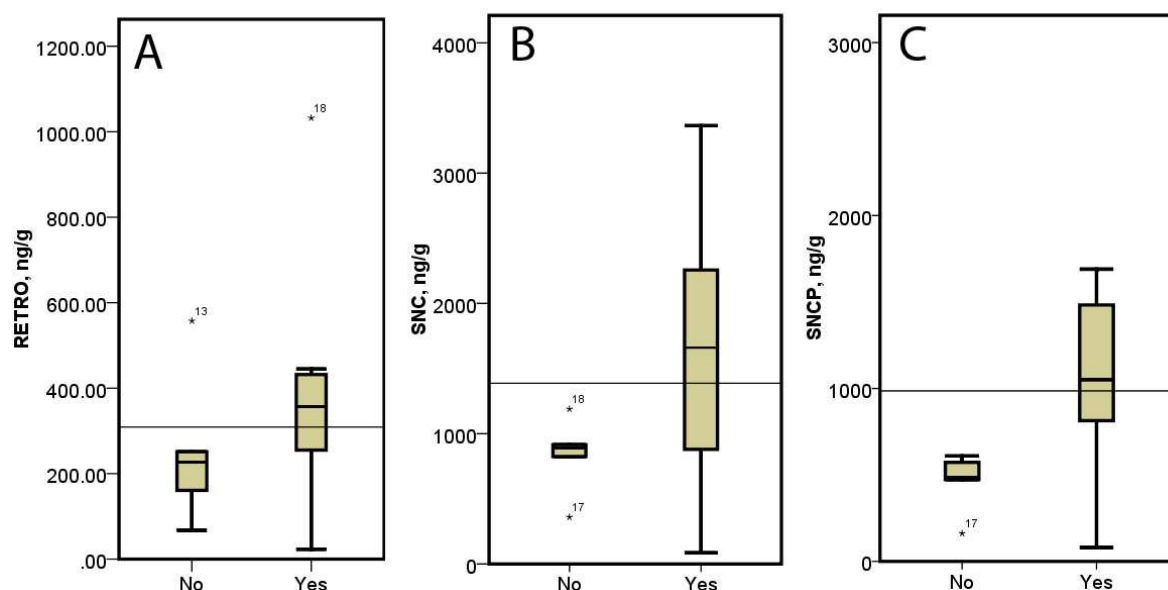 A
RETRO, ng/g
1200.00
1000.00
800.00
600.00
400.00
200.00
.00
*13
*18
No
Yes
B
SNC, ng/g
4000
3000
2000
1000
0
*18
*17
No
Yes
C
SNCP, ng/g
3000
2000
1000
0
*17
No
Yes